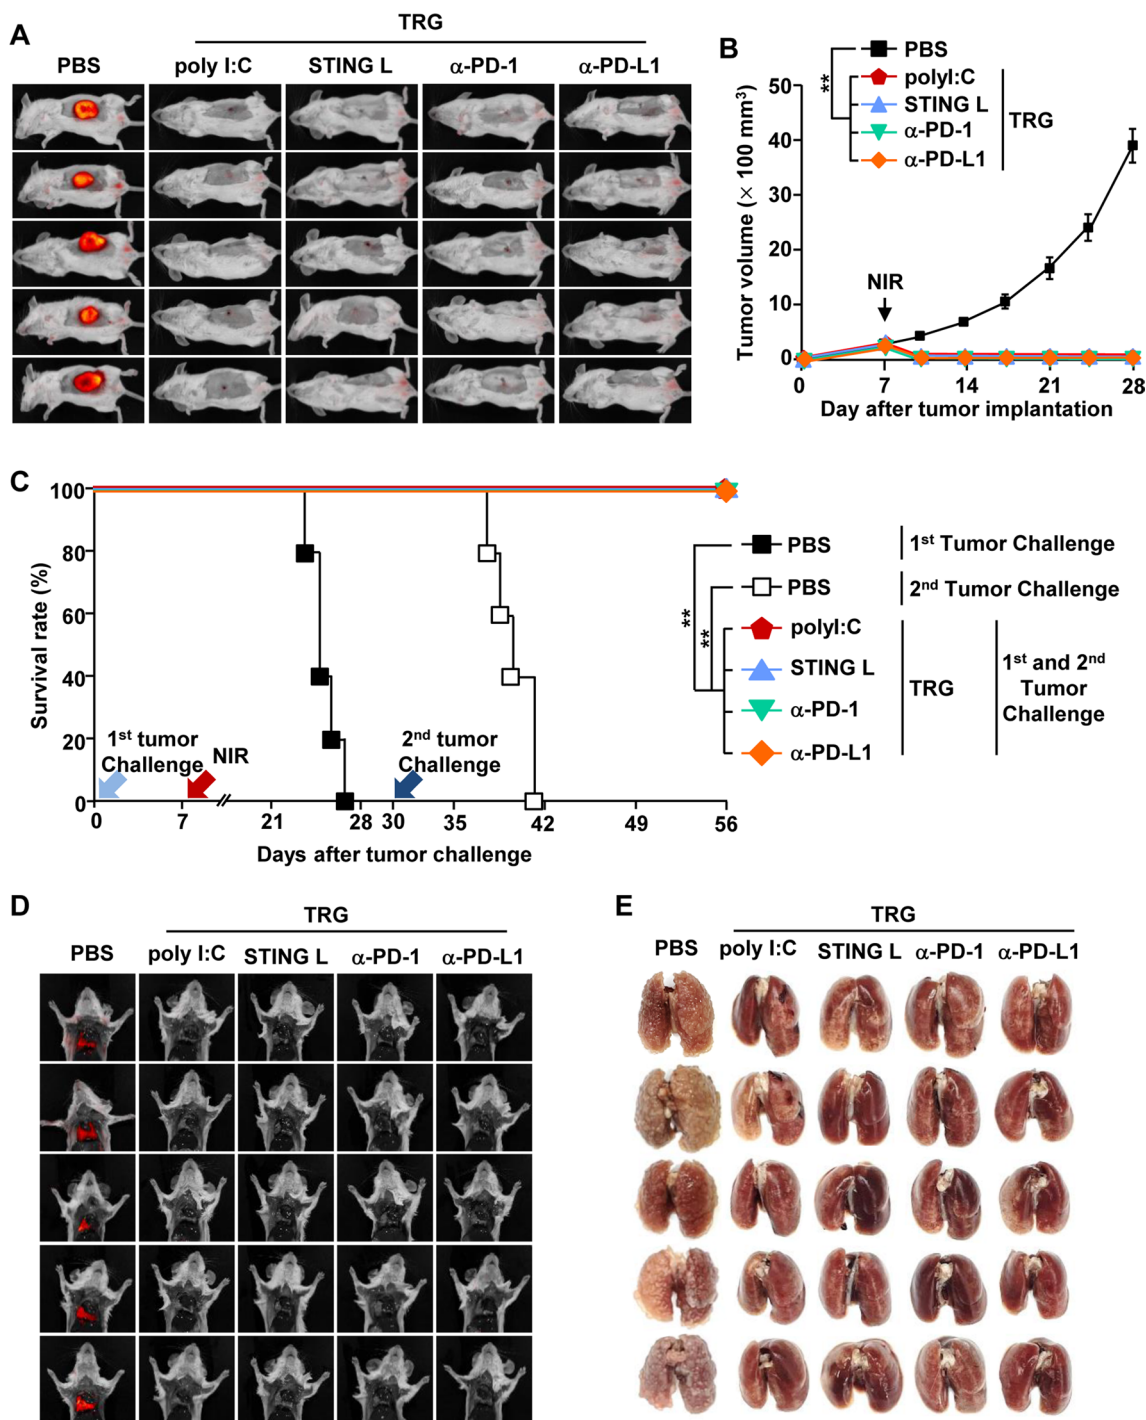 A
TRG
PBS
poly I:C
STING L
α-PD-1
α-PD-L1
B
PBS
polyI:C
STING L
α-PD-1
α-PD-L1
TRG
**
50
40
30
20
10
0
Tumor volume (× 100 mm³)
NIR
0
7
14
21
28
Day after tumor implantation
C
100
80
60
40
20
0
Survival rate (%)
1st tumor
Challenge
NIR
2nd tumor
Challenge
0
7
21
28
30
35
42
49
56
Days after tumor challenge
PBS
1st Tumor Challenge
PBS
2nd Tumor Challenge
**
**
polyI:C
STING L
α-PD-1
α-PD-L1
TRG
1st and 2nd
Tumor
Challenge
D
TRG
PBS
poly I:C
STING L
α-PD-1
α-PD-L1
E
TRG
PBS
poly I:C
STING L
α-PD-1
α-PD-L1